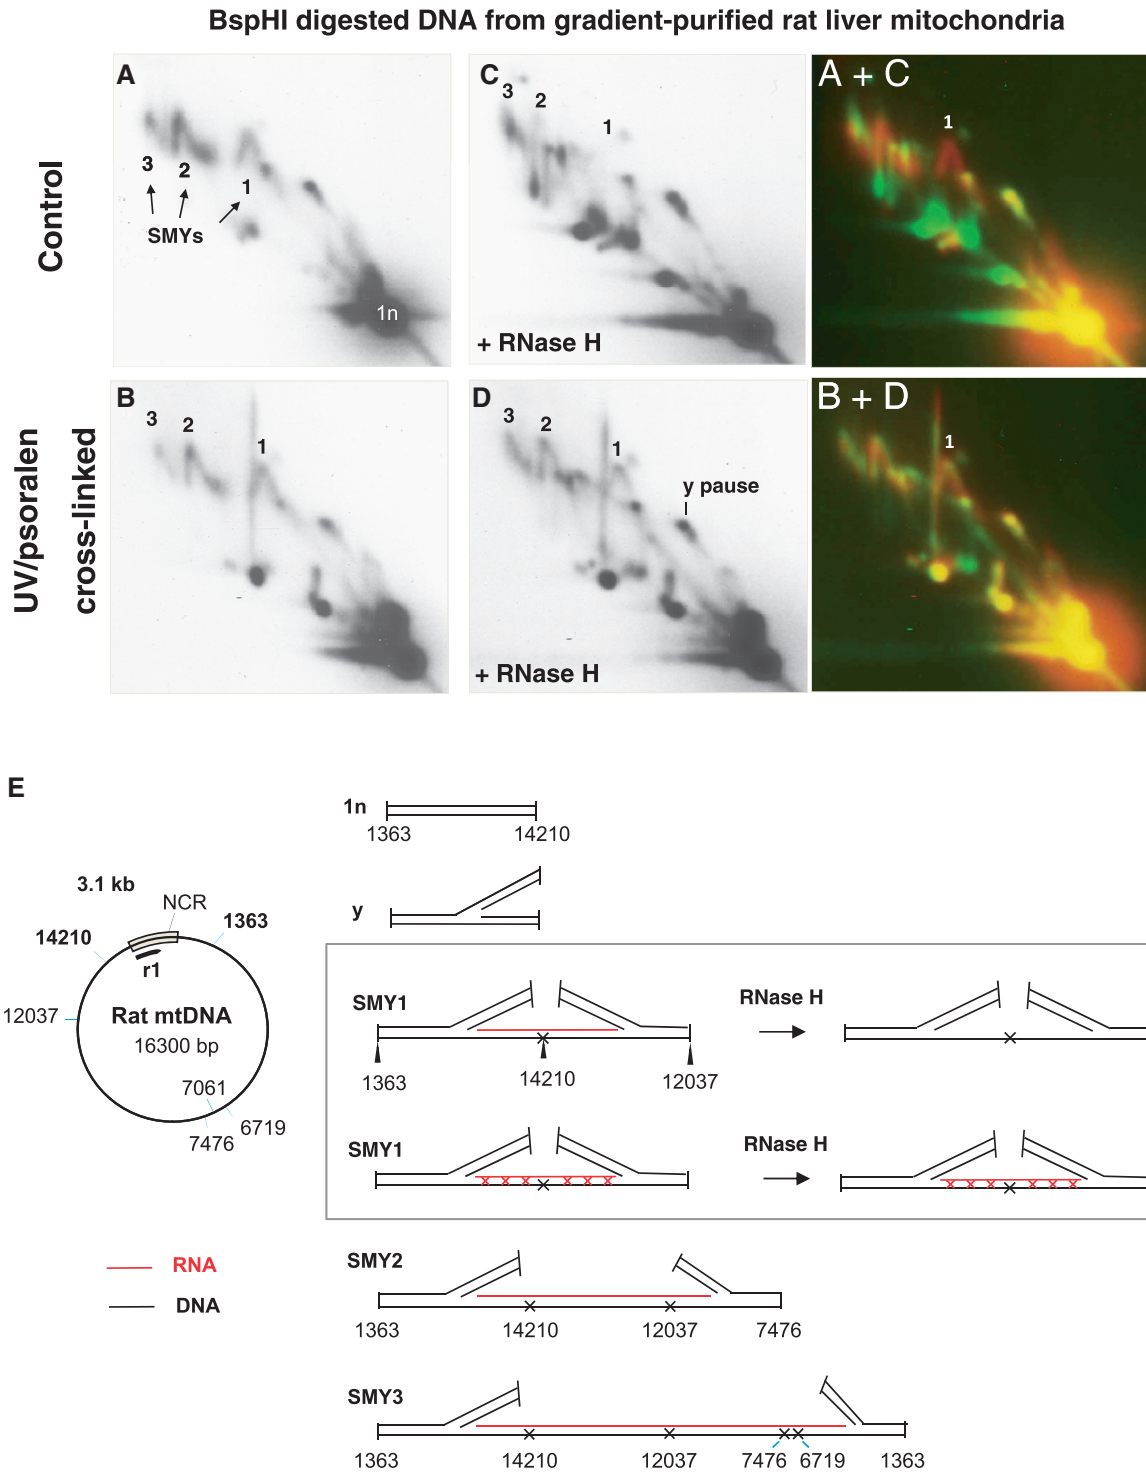 BspHI digested DNA from gradient-purified rat liver mitochondria
Control
A
3
2
1
SMYs
1n
C
3
2
1
+ RNase H
A + C
1
UV/psoralen
cross-linked
B
3
2
1
D
3
2
1
y pause
+ RNase H
B + D
1
E
1n
1363
14210
y
3.1 kb
NCR
14210
1363
r1
12037
Rat mtDNA
16300 bp
7061
7476
6719
SMY1
RNase H
1363
14210
12037
SMY1
RNase H
RNA
DNA
SMY2
1363
14210
12037
7476
SMY3
1363
14210
12037
7476
6719
1363